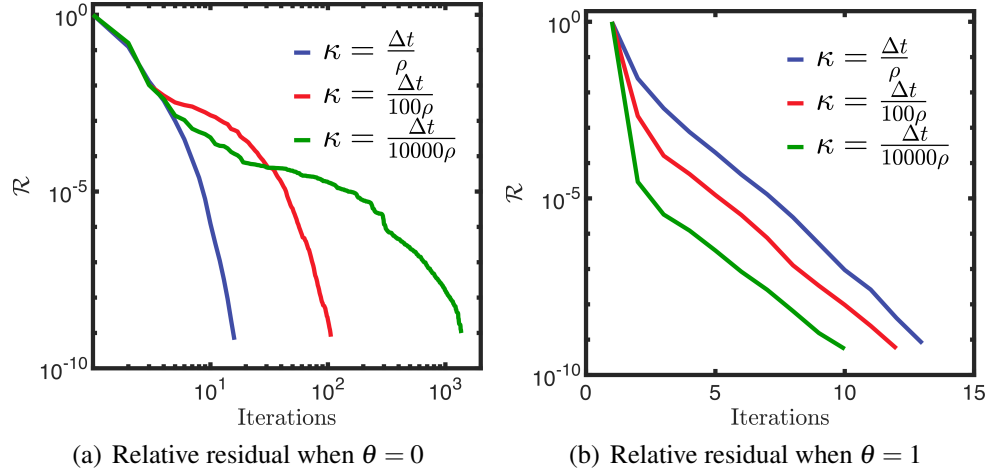 10^0
10^-5
10^-10
R
κ = Δt/ρ
κ = Δt/100ρ
κ = Δt/10000ρ
10^1
10^2
10^3
Iterations
(a) Relative residual when θ = 0
10^0
10^-5
10^-10
R
κ = Δt/ρ
κ = Δt/100ρ
κ = Δt/10000ρ
0
5
10
15
Iterations
(b) Relative residual when θ = 1